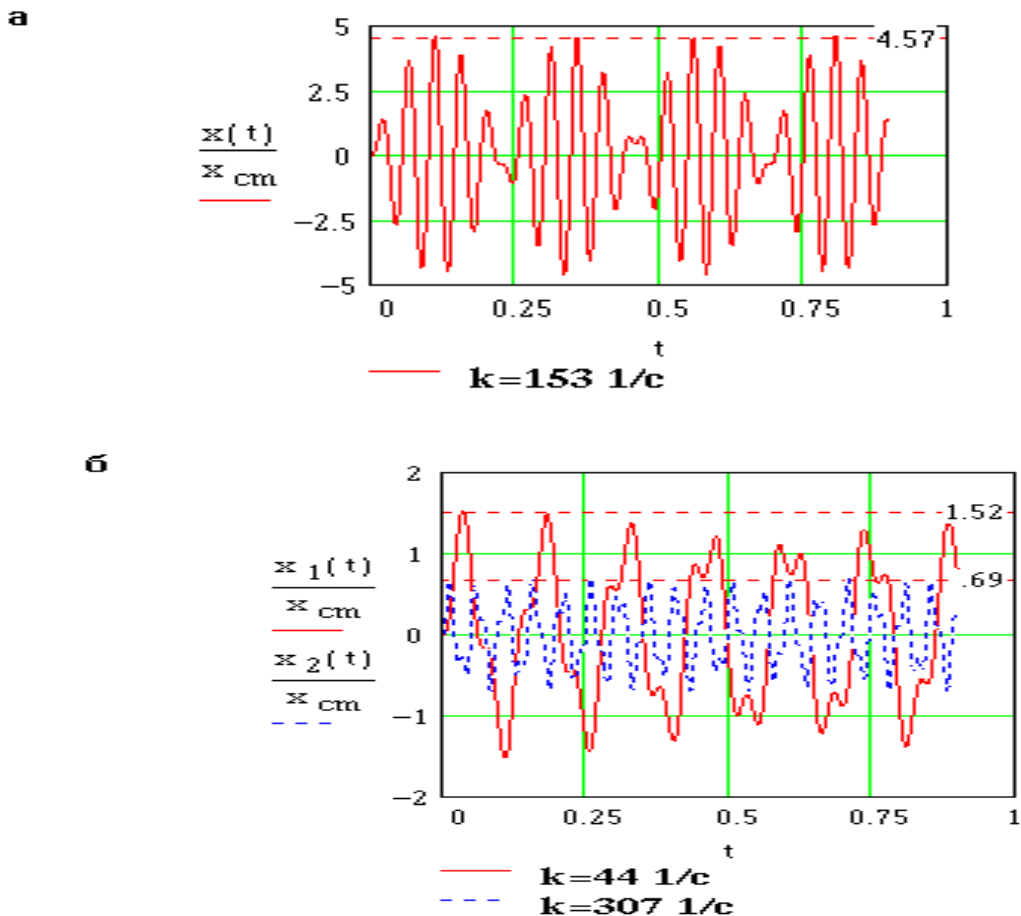 а
5
4.57
2.5
x(t)
x cm
0
−2.5
−5
0 0.25 0.5 0.75 1
t
k=153 1/c
б
2
1.52
1
x 1(t)
x cm
.69
0
x 2(t)
x cm
−1
−2
0 0.25 0.5 0.75 1
t
k=44 1/c
k=307 1/c